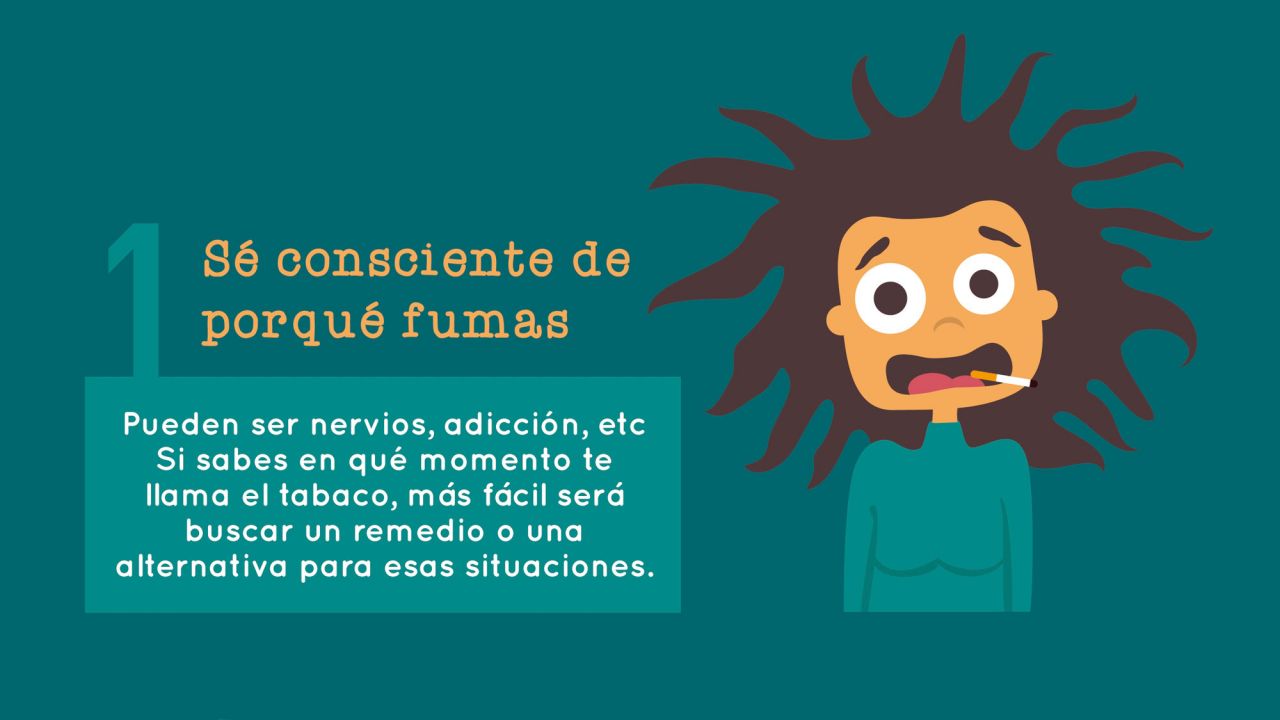 1
Sé consciente de
porqué fumas
Pueden ser nervios, adicción, etc
Si sabes en qué momento te
llama el tabaco, más fácil será
buscar un remedio o una
alternativa para esas situaciones.